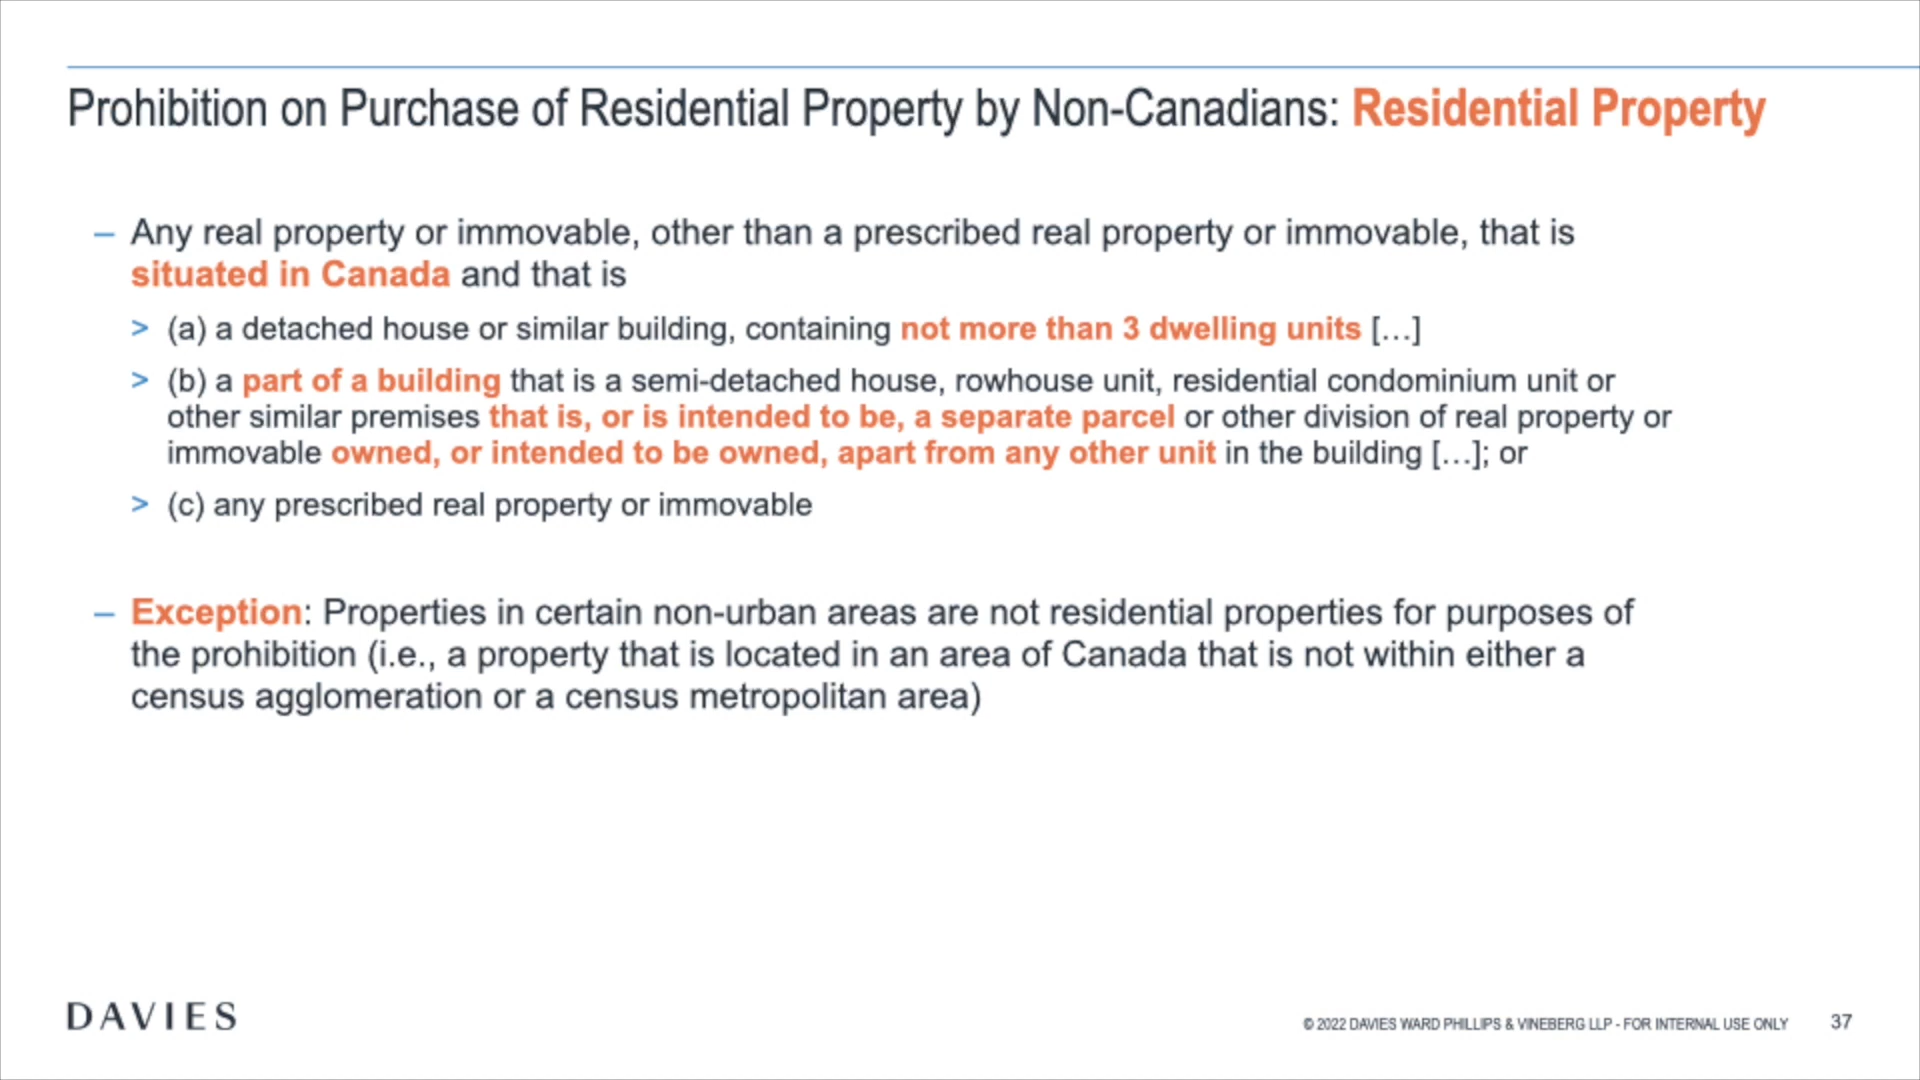 Prohibition on Purchase of Residential Property by Non-Canadians: Residential Property
– Any real property or immovable, other than a prescribed real property or immovable, that is
situated in Canada and that is
> (a) a detached house or similar building, containing not more than 3 dwelling units […]
> (b) a part of a building that is a semi-detached house, rowhouse unit, residential condominium unit or
other similar premises that is, or is intended to be, a separate parcel or other division of real property or
immovable owned, or intended to be owned, apart from any other unit in the building […]; or
> (c) any prescribed real property or immovable
– Exception: Properties in certain non-urban areas are not residential properties for purposes of
the prohibition (i.e., a property that is located in an area of Canada that is not within either a
census agglomeration or a census metropolitan area)
DAVIES
© 2022 DAVIES WARD PHILLIPS & VINEBERG LLP - FOR INTERNAL USE ONLY 37